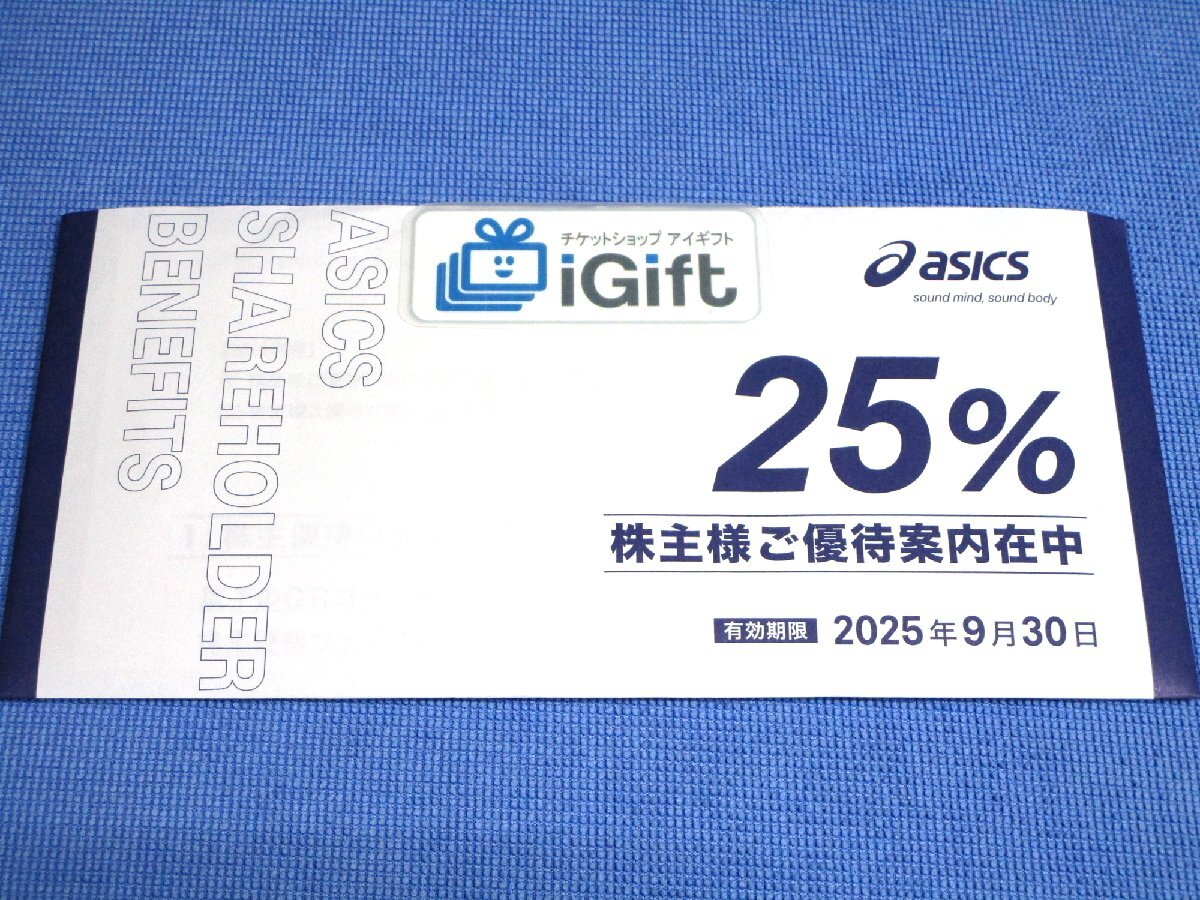 ASICS
SHAREHOLDER
BENEFITS
チケットショップ アイギフト
iGift
asics
sound mind, sound body
25%
株主様ご優待案内在中
有効期限 2025年9月30日